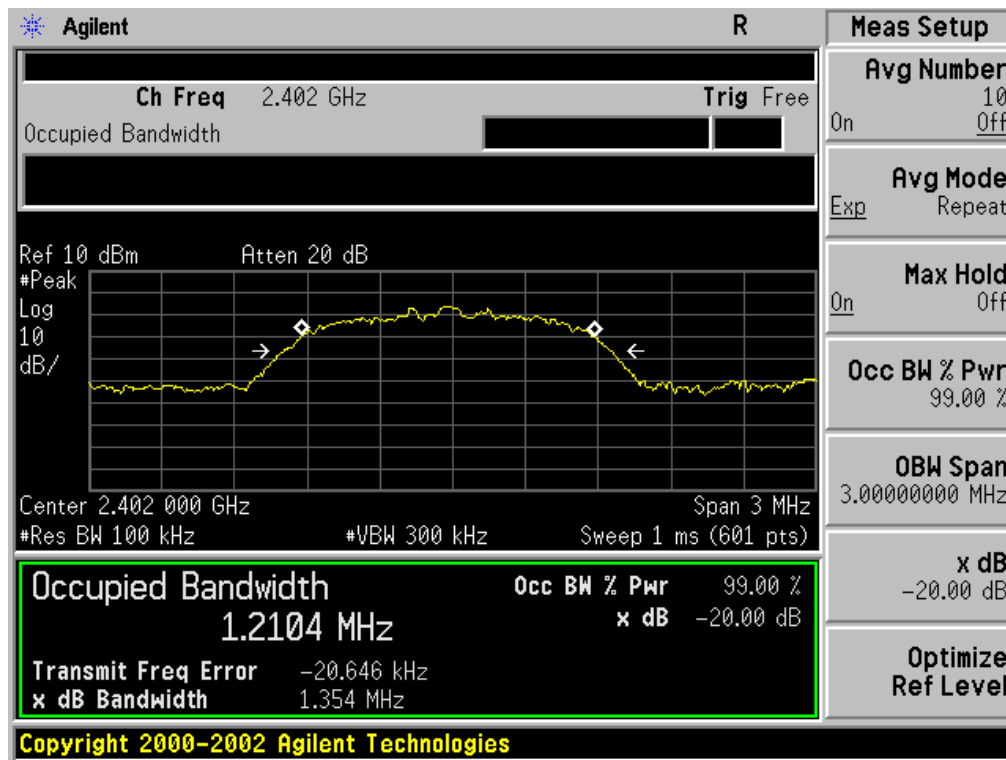 Agilent R Meas Setup
Ch Freq 2.402 GHz Trig Free
Occupied Bandwidth
Ref 10 dBm Atten 20 dB
#Peak
Log
10
dB/
Center 2.402 000 GHz Span 3 MHz
#Res BW 100 kHz #VBW 300 kHz Sweep 1 ms (601 pts)
Occupied Bandwidth Occ BW % Pwr 99.00 %
1.2104 MHz x dB -20.00 dB
Transmit Freq Error -20.646 kHz
x dB Bandwidth 1.354 MHz
Copyright 2000-2002 Agilent Technologies
Avg Number
10
On Off
Avg Mode
Exp Repeat
Max Hold
On Off
Occ BW % Pwr
99.00 %
OBW Span
3.00000000 MHz
x dB
-20.00 dB
Optimize
Ref Level